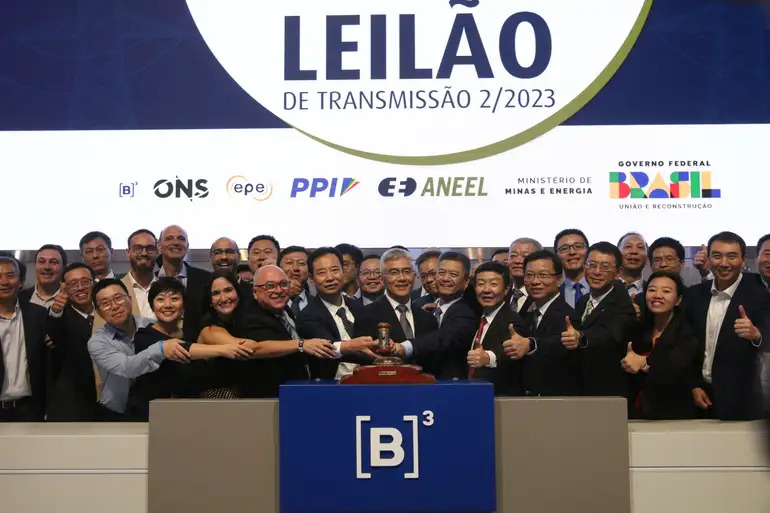 LEILÃO
DE TRANSMISSÃO 2/2023
[B]³
ONS
epe
PPI
ANEEL
MINISTÉRIO DE
MINAS E ENERGIA
GOVERNO FEDERAL
BRASIL
UNIÃO E RECONSTRUÇÃO
[B]³